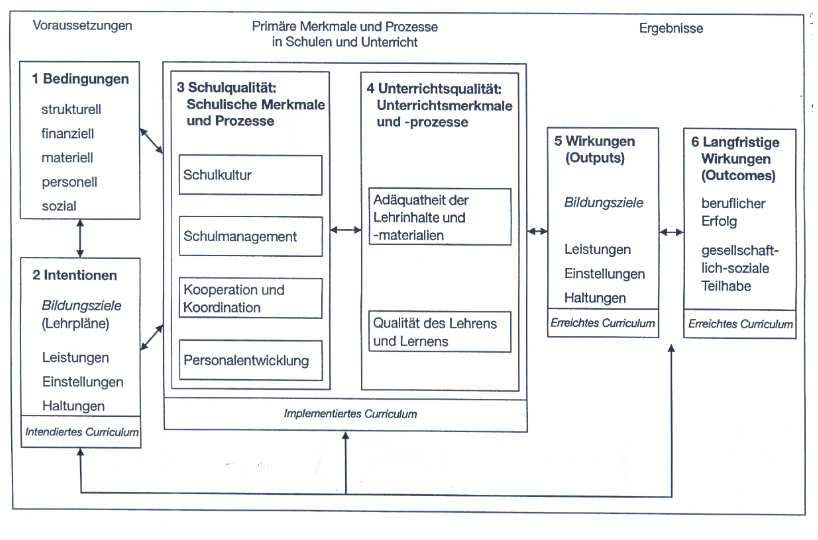 Voraussetzungen
Primäre Merkmale und Prozesse
in Schulen und Unterricht
Ergebnisse
1 Bedingungen
strukturell
finanziell
materiell
personell
sozial
2 Intentionen
Bildungsziele
(Lehrpläne)
Leistungen
Einstellungen
Haltungen
Intendiertes Curriculum
3 Schulqualität:
Schulische Merkmale
und Prozesse
Schulkultur
Schulmanagement
Kooperation und
Koordination
Personalentwicklung
4 Unterrichtsqualität:
Unterrichtsmerkmale
und -prozesse
Adäquatheit der
Lehrinhalte und
-materialien
Qualität des Lehrens
und Lernens
Implementiertes Curriculum
5 Wirkungen
(Outputs)
Bildungsziele
Leistungen
Einstellungen
Haltungen
Erreichtes Curriculum
6 Langfristige
Wirkungen
(Outcomes)
beruflicher
Erfolg
gesellschaft-
lich-soziale
Teilhabe
Erreichtes Curriculum